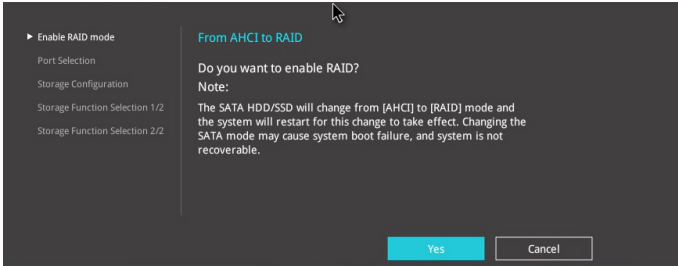 Enable RAID mode
Port Selection
Storage Configuration
Storage Function Selection 1/2
Storage Function Selection 2/2
From AHCI to RAID
Do you want to enable RAID?
Note:
The SATA HDD/SSD will change from [AHCI] to [RAID] mode and
the system will restart for this change to take effect. Changing the
SATA mode may cause system boot failure, and system is not
recoverable.
Yes
Cancel